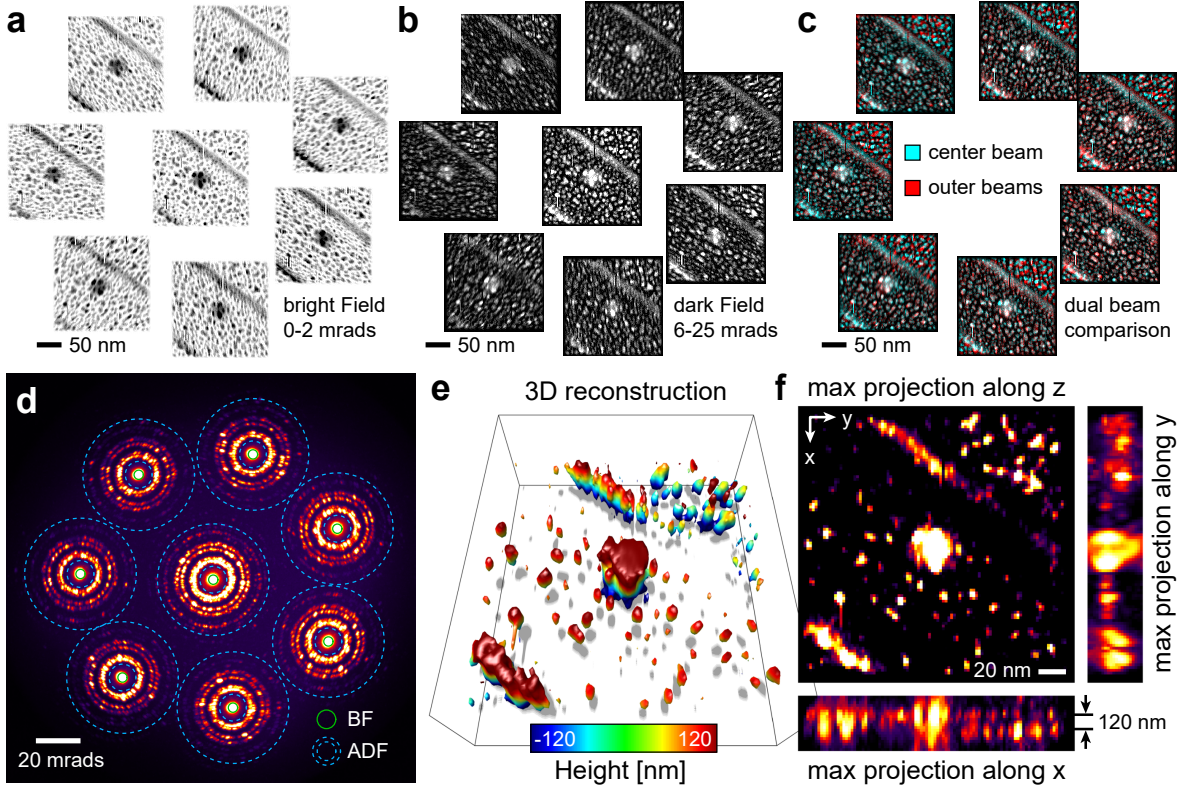 a
bright Field
0-2 mrads
50 nm
b
dark Field
6-25 mrads
50 nm
c
center beam
outer beams
dual beam
comparison
50 nm
d
BF
ADF
20 mrads
e
3D reconstruction
-120
120
Height [nm]
f
max projection along z
y
x
20 nm
max projection along y
120 nm
max projection along x